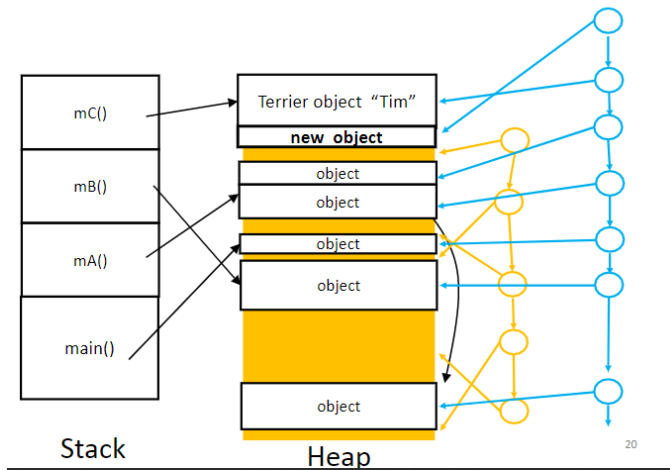 mC()
mB()
mA()
main()
Stack
Terrier object “Tim”
new object
object
object
object
object
object
Heap
20